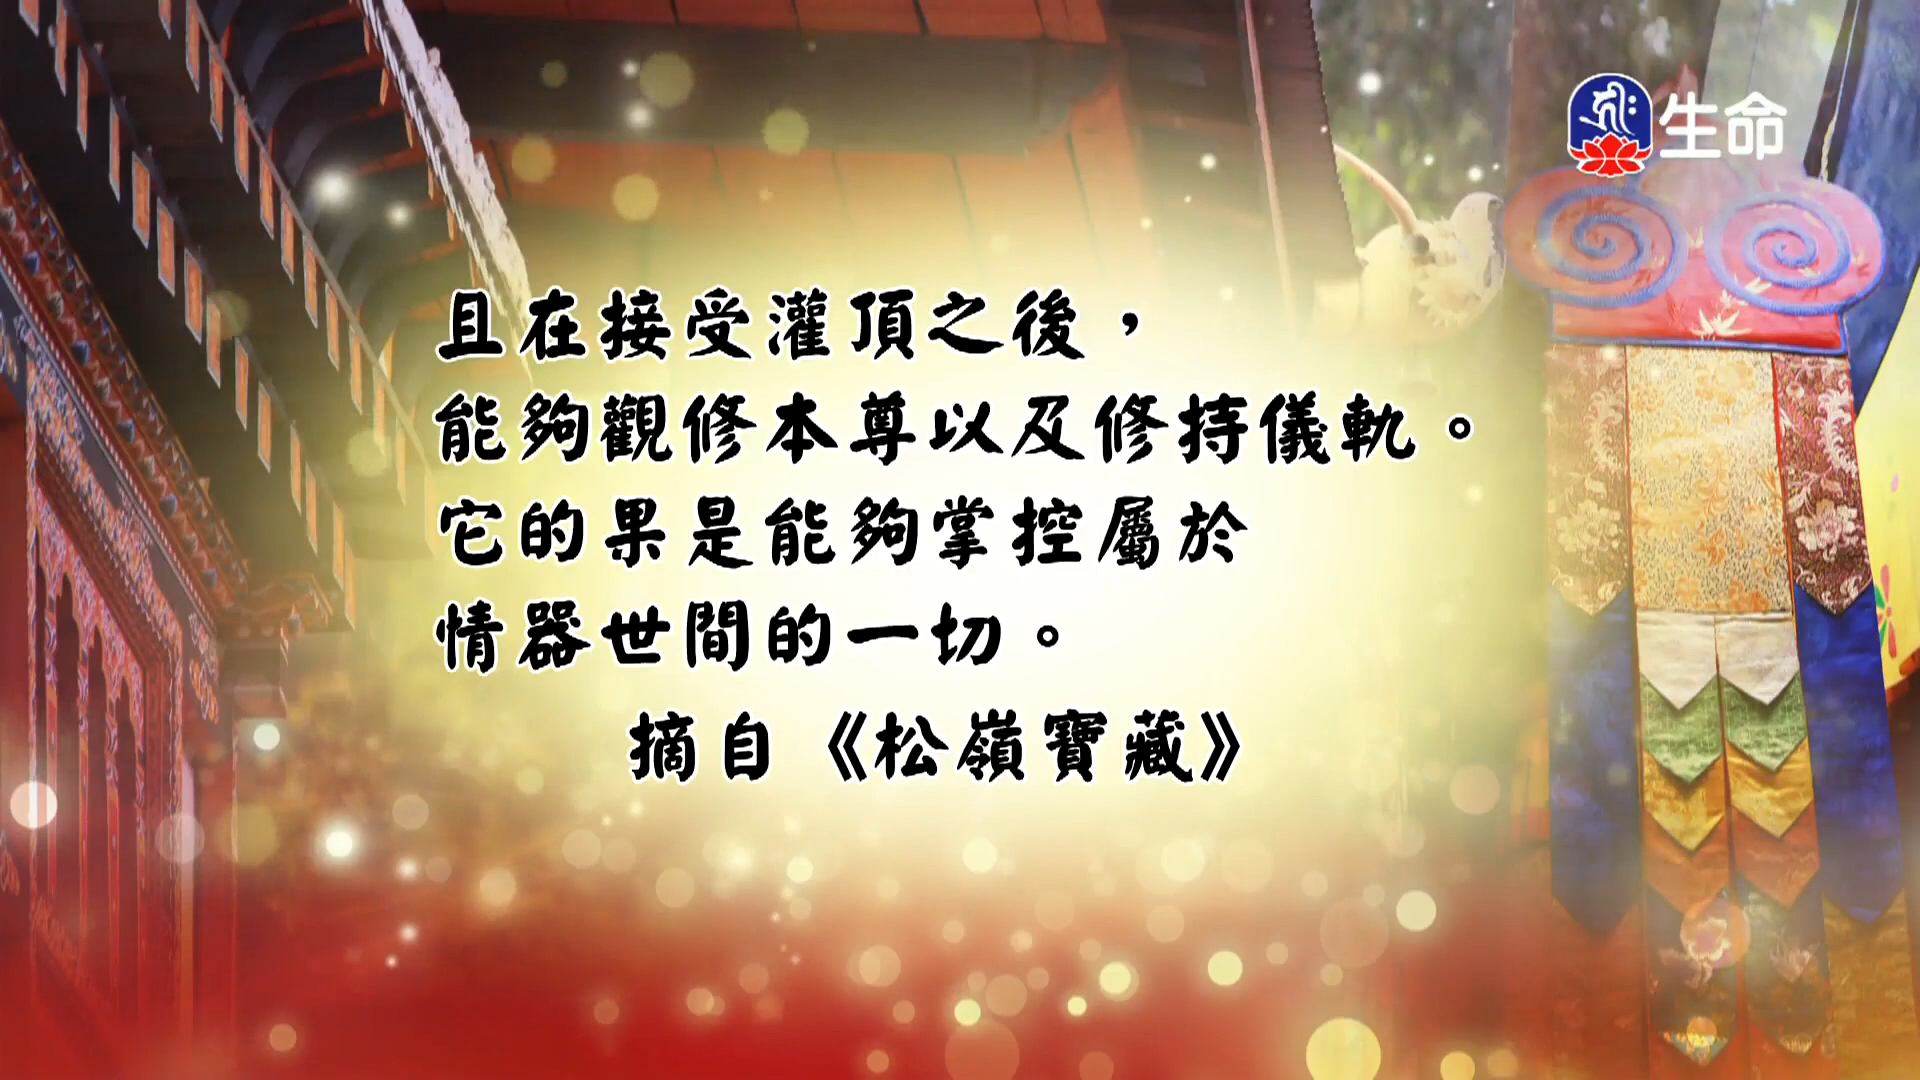 生命
且在接受灌頂之後，
能夠觀修本尊以及修持儀軌。
它的果是能夠掌控屬於
情器世間的一切。
摘自《松嶺寶藏》